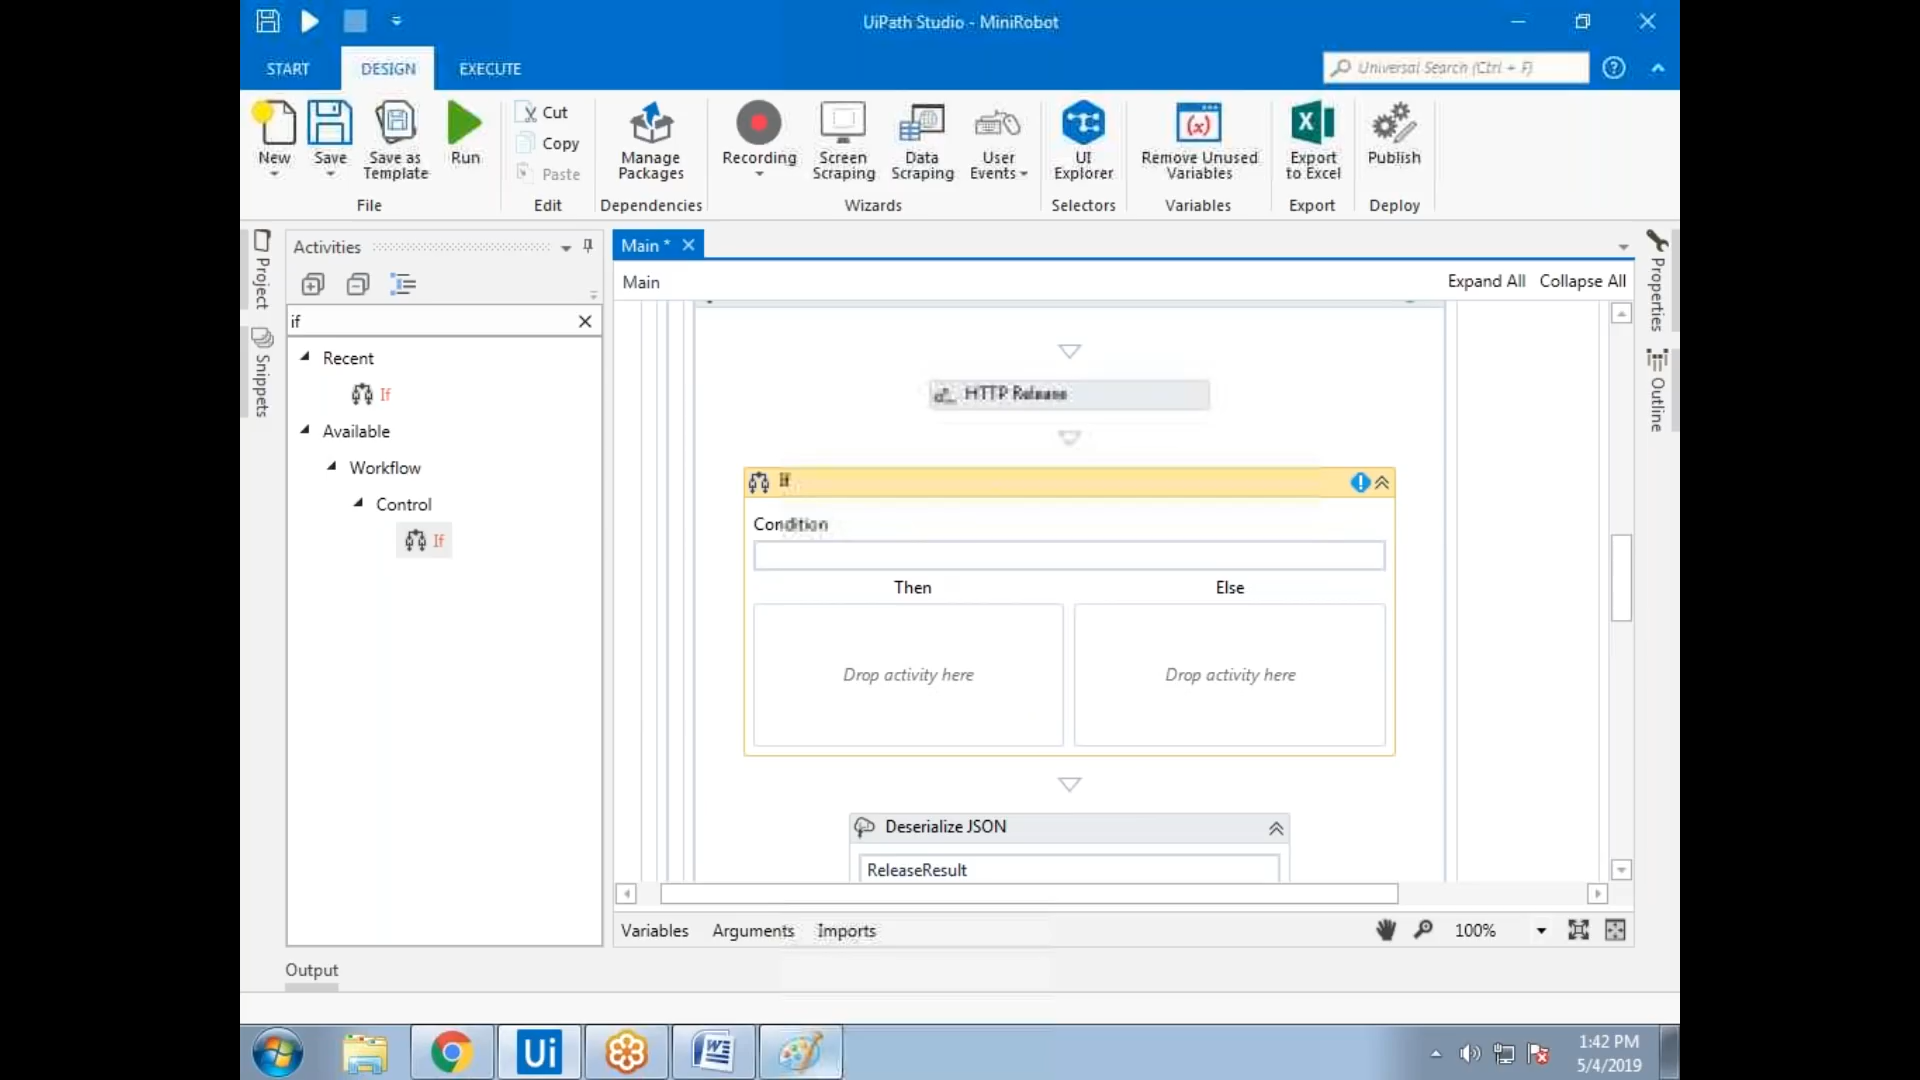 UiPath Studio - MiniRobot
START DESIGN EXECUTE
Universal Search (Ctrl + F)
New
Save
Save as
Template
Run
Cut
Copy
Paste
Manage
Packages
Recording
Screen
Scraping
Data
Scraping
User
Events
UI
Explorer
Remove Unused
Variables
Export
to Excel
Publish
File
Edit
Dependencies
Wizards
Selectors
Variables
Export
Deploy
Project
Snippets
Activities
if
Recent
If
Available
Workflow
Control
If
Main *
Main
Expand All Collapse All
HTTP Release
If
Condition
Then Else
Drop activity here Drop activity here
Deserialize JSON
ReleaseResult
Properties
Outline
Variables Arguments Imports
100%
Output
Ui
1:42 PM
5/4/2019